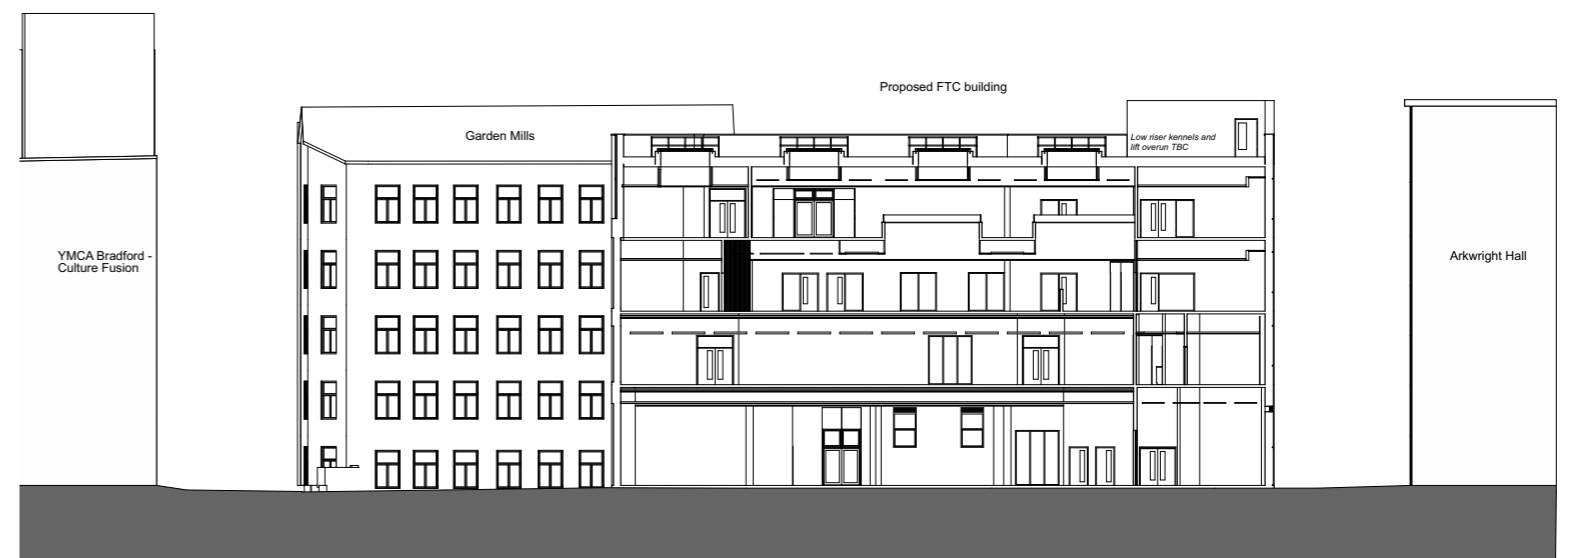 Proposed FTC building
Garden Mills
Low riser kennels and
lift overun TBC
YMCA Bradford -
Culture Fusion
Arkwright Hall